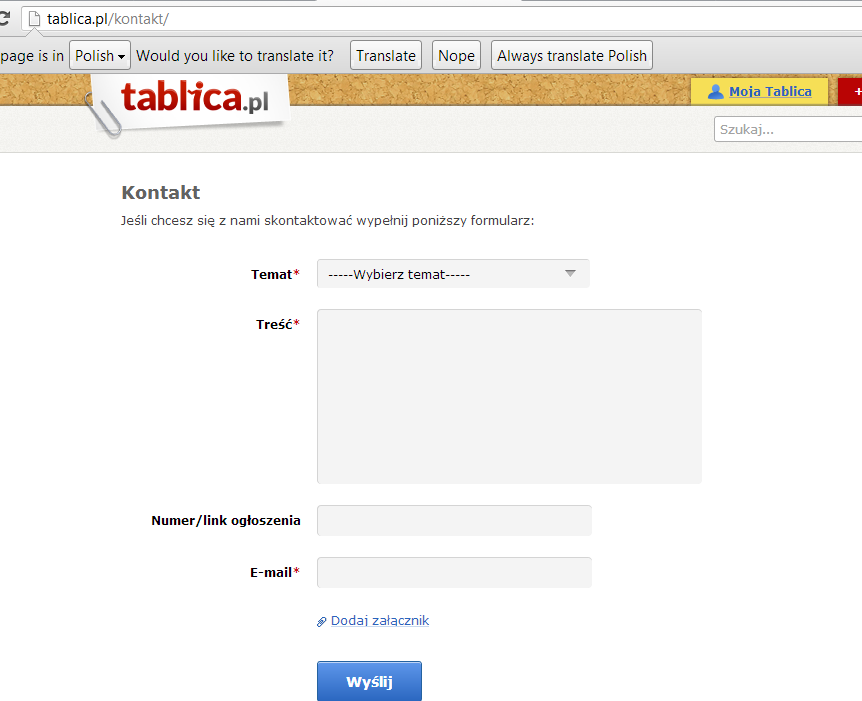 tablica.pl/kontakt/
page is in Polish Would you like to translate it? Translate Nope Always translate Polish
tablica.pl
Moja Tablica +
Szukaj...
Kontakt
Jeśli chcesz się z nami skontaktować wypełnij poniższy formularz:
Temat* -----Wybierz temat-----
Treść*
Numer/link ogłoszenia
E-mail*
Dodaj załącznik
Wyślij